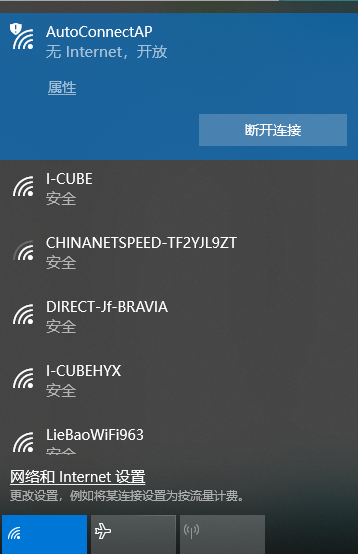 AutoConnectAP
无 Internet，开放
属性
断开连接
I-CUBE
安全
CHINANETSPEED-TF2YJL9ZT
安全
DIRECT-Jf-BRAVIA
安全
I-CUBEHYX
安全
LieBaoWiFi963
安全
网络和 Internet 设置
更改设置，例如将某连接设置为按流量计费。